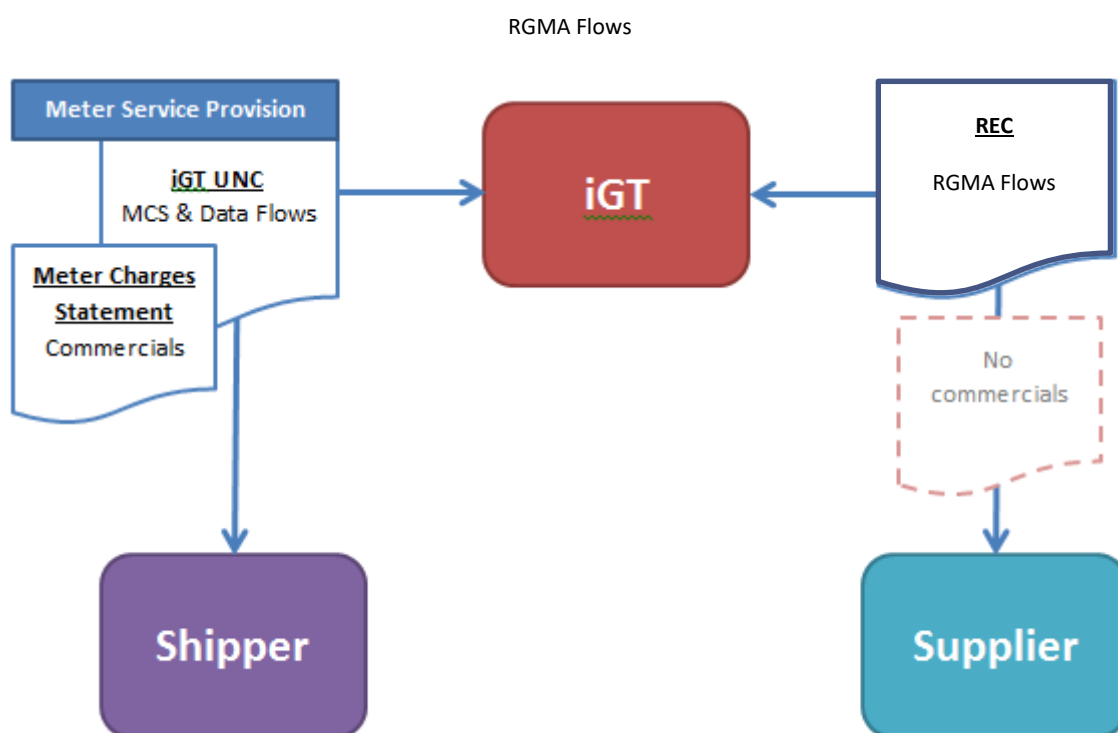 RGMA Flows
Meter Service Provision
iGT UNC
MCS & Data Flows
Meter Charges
Statement
Commercials
iGT
REC
RGMA Flows
No
commercials
Shipper
Supplier